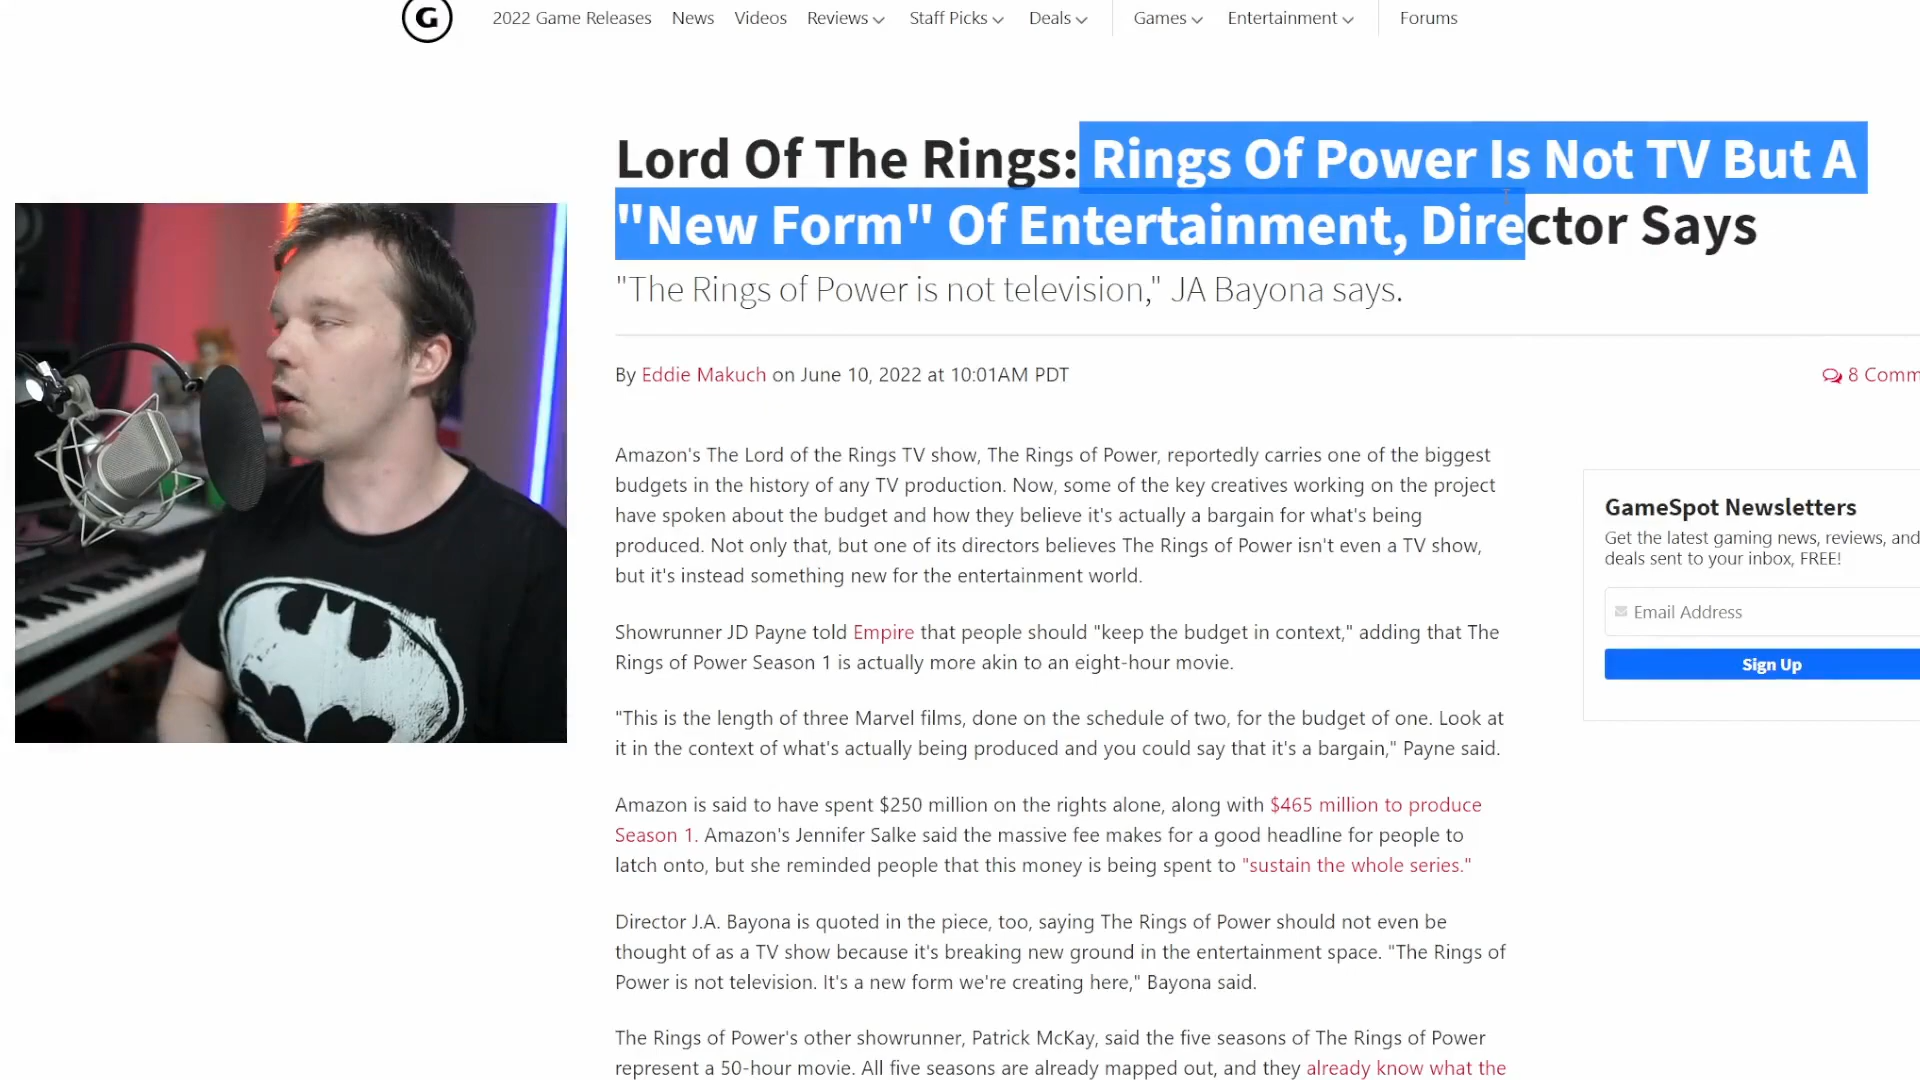 G
2022 Game Releases News Videos Reviews Staff Picks Deals Games Entertainment Forums
Lord Of The Rings: Rings Of Power Is Not TV But A
"New Form" Of Entertainment, Director Says
"The Rings of Power is not television," JA Bayona says.
By Eddie Makuch on June 10, 2022 at 10:01AM PDT
8 Comm
Amazon's The Lord of the Rings TV show, The Rings of Power, reportedly carries one of the biggest
budgets in the history of any TV production. Now, some of the key creatives working on the project
have spoken about the budget and how they believe it's actually a bargain for what's being
produced. Not only that, but one of its directors believes The Rings of Power isn't even a TV show,
but it's instead something new for the entertainment world.
Showrunner JD Payne told Empire that people should "keep the budget in context," adding that The
Rings of Power Season 1 is actually more akin to an eight-hour movie.
"This is the length of three Marvel films, done on the schedule of two, for the budget of one. Look at
it in the context of what's actually being produced and you could say that it's a bargain," Payne said.
Amazon is said to have spent $250 million on the rights alone, along with $465 million to produce
Season 1. Amazon's Jennifer Salke said the massive fee makes for a good headline for people to
latch onto, but she reminded people that this money is being spent to "sustain the whole series."
Director J.A. Bayona is quoted in the piece, too, saying The Rings of Power should not even be
thought of as a TV show because it's breaking new ground in the entertainment space. "The Rings of
Power is not television. It's a new form we're creating here," Bayona said.
The Rings of Power's other showrunner, Patrick McKay, said the five seasons of The Rings of Power
represent a 50-hour movie. All five seasons are already mapped out, and they already know what the
GameSpot Newsletters
Get the latest gaming news, reviews, and
deals sent to your inbox, FREE!
Email Address
Sign Up